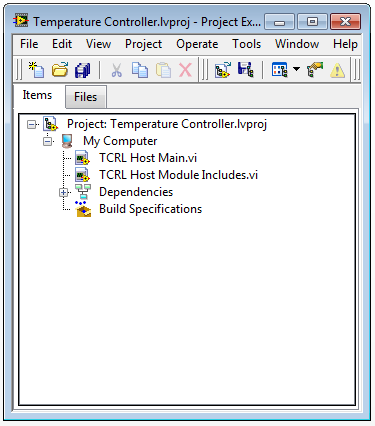 Temperature Controller.lvproj - Project Ex...
File Edit View Project Operate Tools Window Help
Items Files
Project: Temperature Controller.lvproj
My Computer
TCRL Host Main.vi
TCRL Host Module Includes.vi
Dependencies
Build Specifications